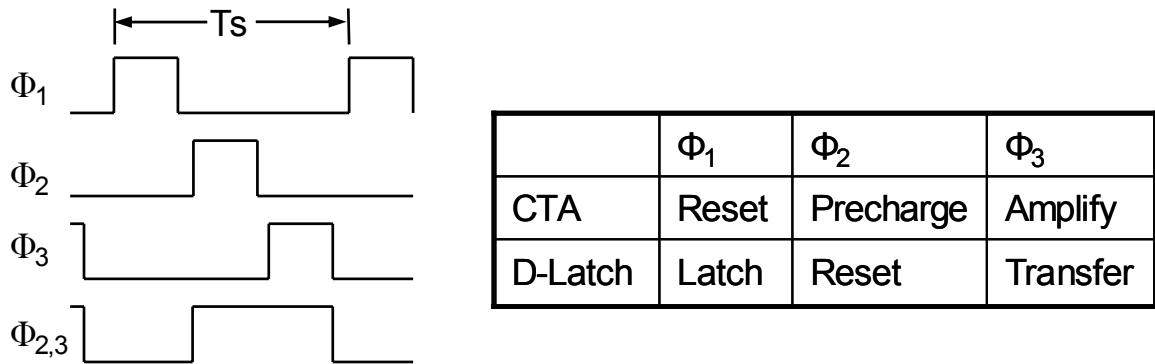 Ts
Φ1
Φ2
Φ3
Φ2,3
Φ1 Φ2 Φ3
CTA Reset Precharge Amplify
D-Latch Latch Reset Transfer